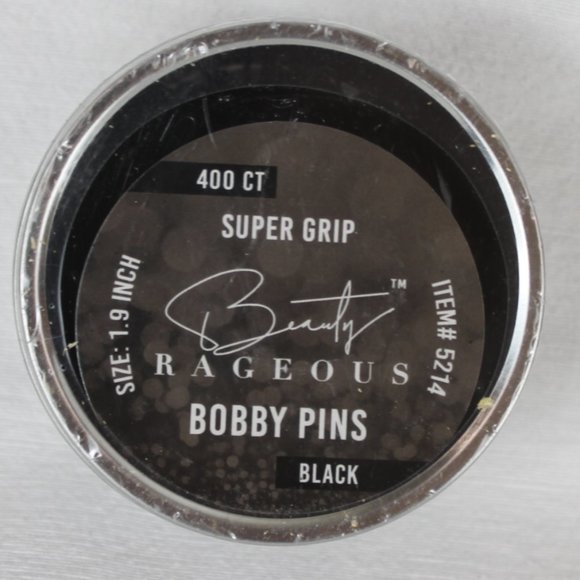 400 CT
SUPER GRIP
SIZE: 1.9 INCH
Beauty™
RAGEOUS
ITEM# 5214
BOBBY PINS
BLACK